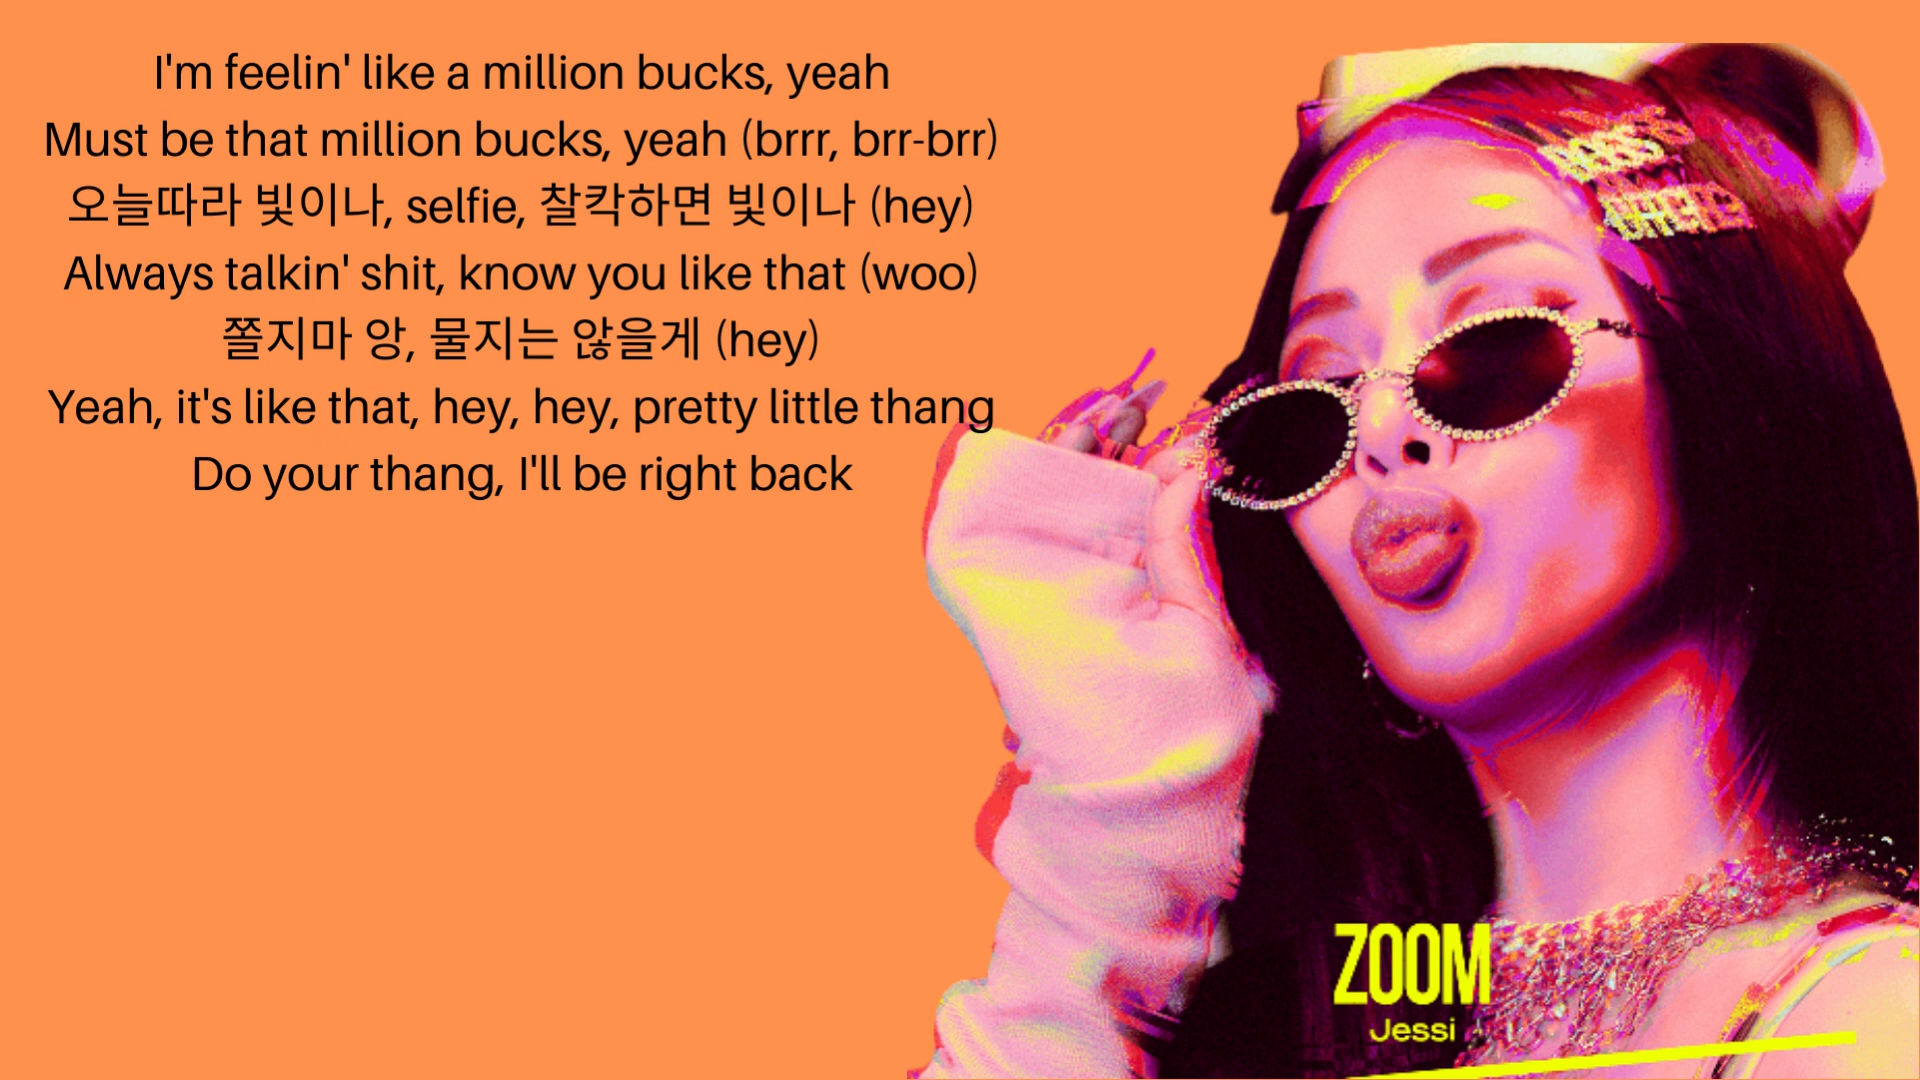 I'm feelin' like a million bucks, yeah
Must be that million bucks, yeah (brrr, brr-brr)
오늘따라 빛이나, selfie, 찰칵하면 빛이나 (hey)
Always talkin' shit, know you like that (woo)
쫄지마 앙, 물지는 않을게 (hey)
Yeah, it's like that, hey, hey, pretty little thang
Do your thang, I'll be right back
ZOOM
Jessi